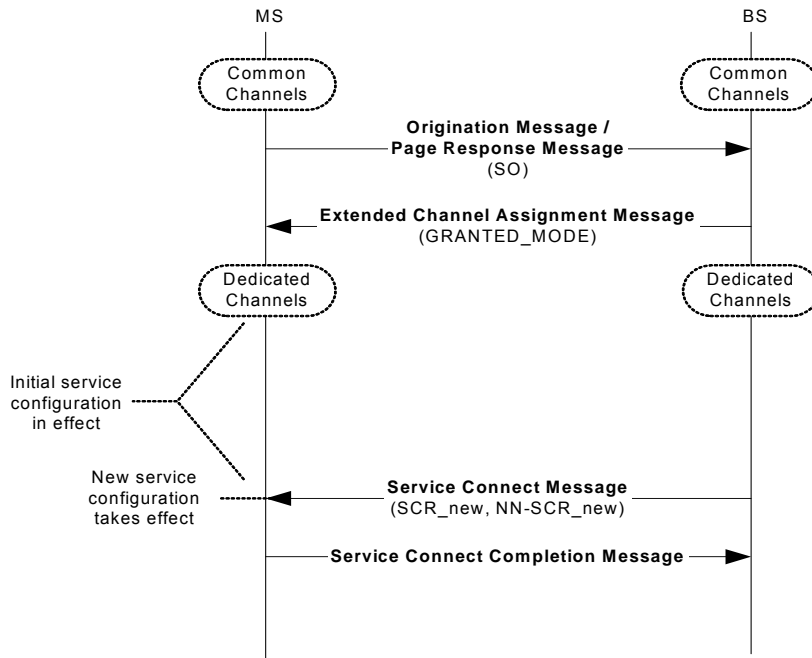 MS
BS
Common
Channels
Common
Channels
Origination Message /
Page Response Message
(SO)
Extended Channel Assignment Message
(GRANTED_MODE)
Dedicated
Channels
Dedicated
Channels
Initial service
configuration
in effect
New service
configuration
takes effect
Service Connect Message
(SCR_new, NN-SCR_new)
Service Connect Completion Message